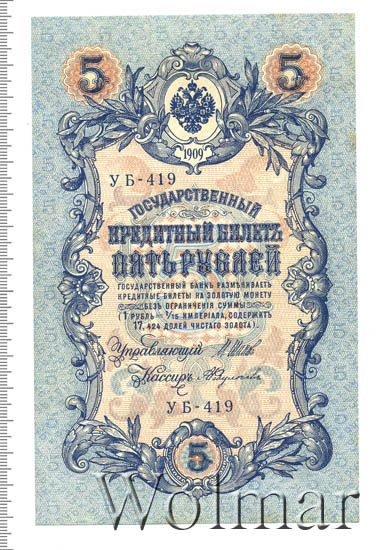 5 5
1909
УБ-419
ГОСУДАРСТВЕННЫЙ
КРЕДИТНЫЙ БИЛЕТЪ
ПЯТЬ РУБЛЕЙ
ГОСУДАРСТВЕННЫЙ БАНКЪ РАЗМѢНИВАЕТЪ
КРЕДИТНЫЕ БИЛЕТЫ НА ЗОЛОТУЮ МОНЕТУ
БЕЗЪ ОГРАНИЧЕНІЯ СУММЫ
(1 РУБЛЬ = 1/15 ИМПЕРІАЛА, СОДЕРЖИТЪ
17,424 ДОЛЕЙ ЧИСТАГО ЗОЛОТА).
Управляющій
Кассиръ
УБ-419
5
Wolmar